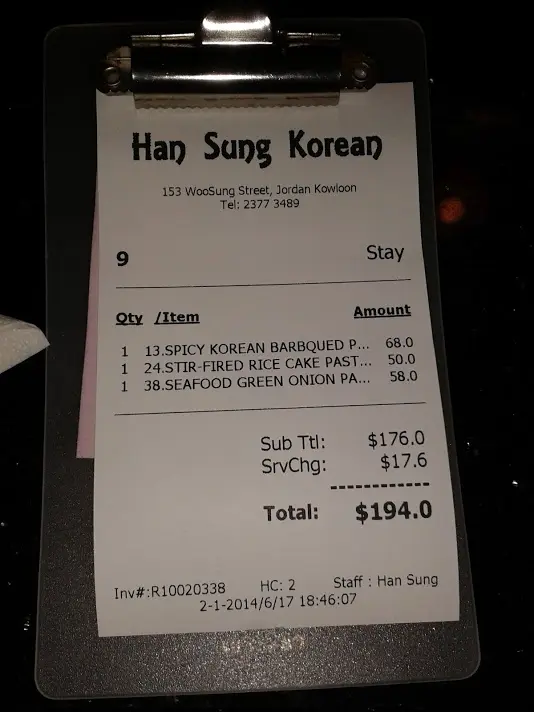 Han Sung Korean
153 WooSung Street, Jordan Kowloon
Tel: 2377 3489
9 Stay
Qty /Item Amount
1 13.SPICY KOREAN BARBQUED P... 68.0
1 24.STIR-FIRED RICE CAKE PAST... 50.0
1 38.SEAFOOD GREEN ONION PA... 58.0
Sub Ttl: $176.0
SrvChg: $17.6
------------
Total: $194.0
Inv#:R10020338 HC: 2 Staff : Han Sung
2-1-2014/6/17 18:46:07